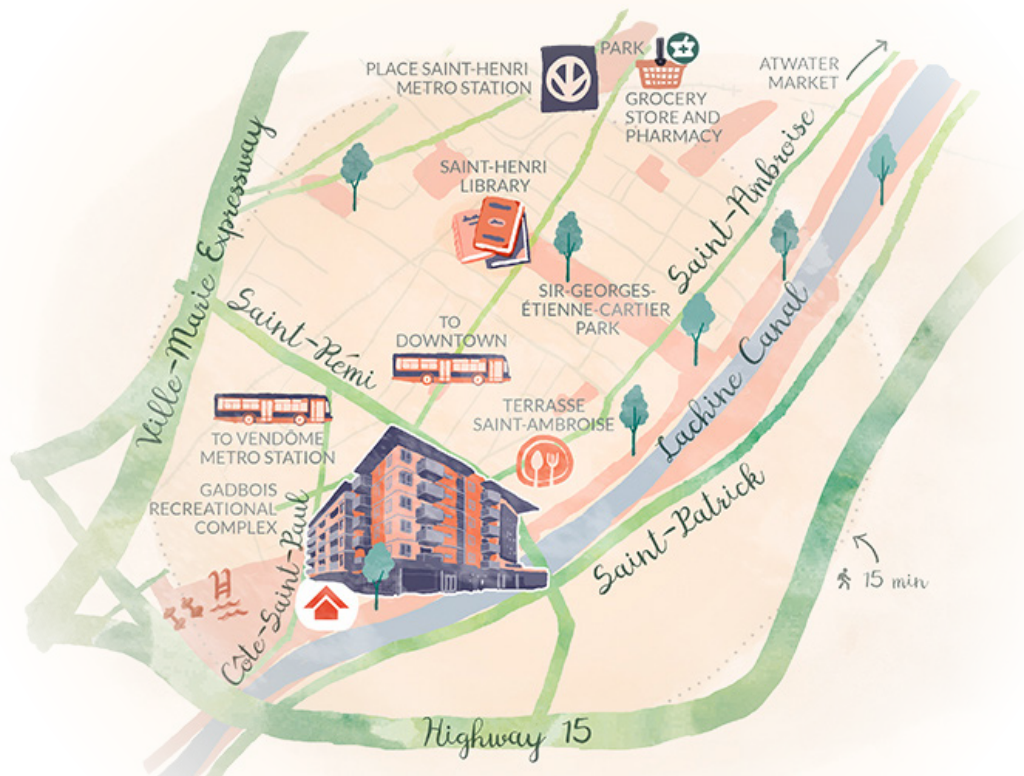 PARK
PLACE SAINT-HENRI
METRO STATION
ATWATER
MARKET
GROCERY
STORE AND
PHARMACY
Ville-Marie Expressway
SAINT-HENRI
LIBRARY
Saint-Ambroise
SIR-GEORGES-
ÉTIENNE-CARTIER
PARK
Saint-Rémi
TO
DOWNTOWN
Lachine Canal
TERRASSE
SAINT-AMBROISE
TO VENDÔME
METRO STATION
GADBOIS
RECREATIONAL
COMPLEX
Côte-Saint-Paul
Saint-Patrick
15 min
Highway 15